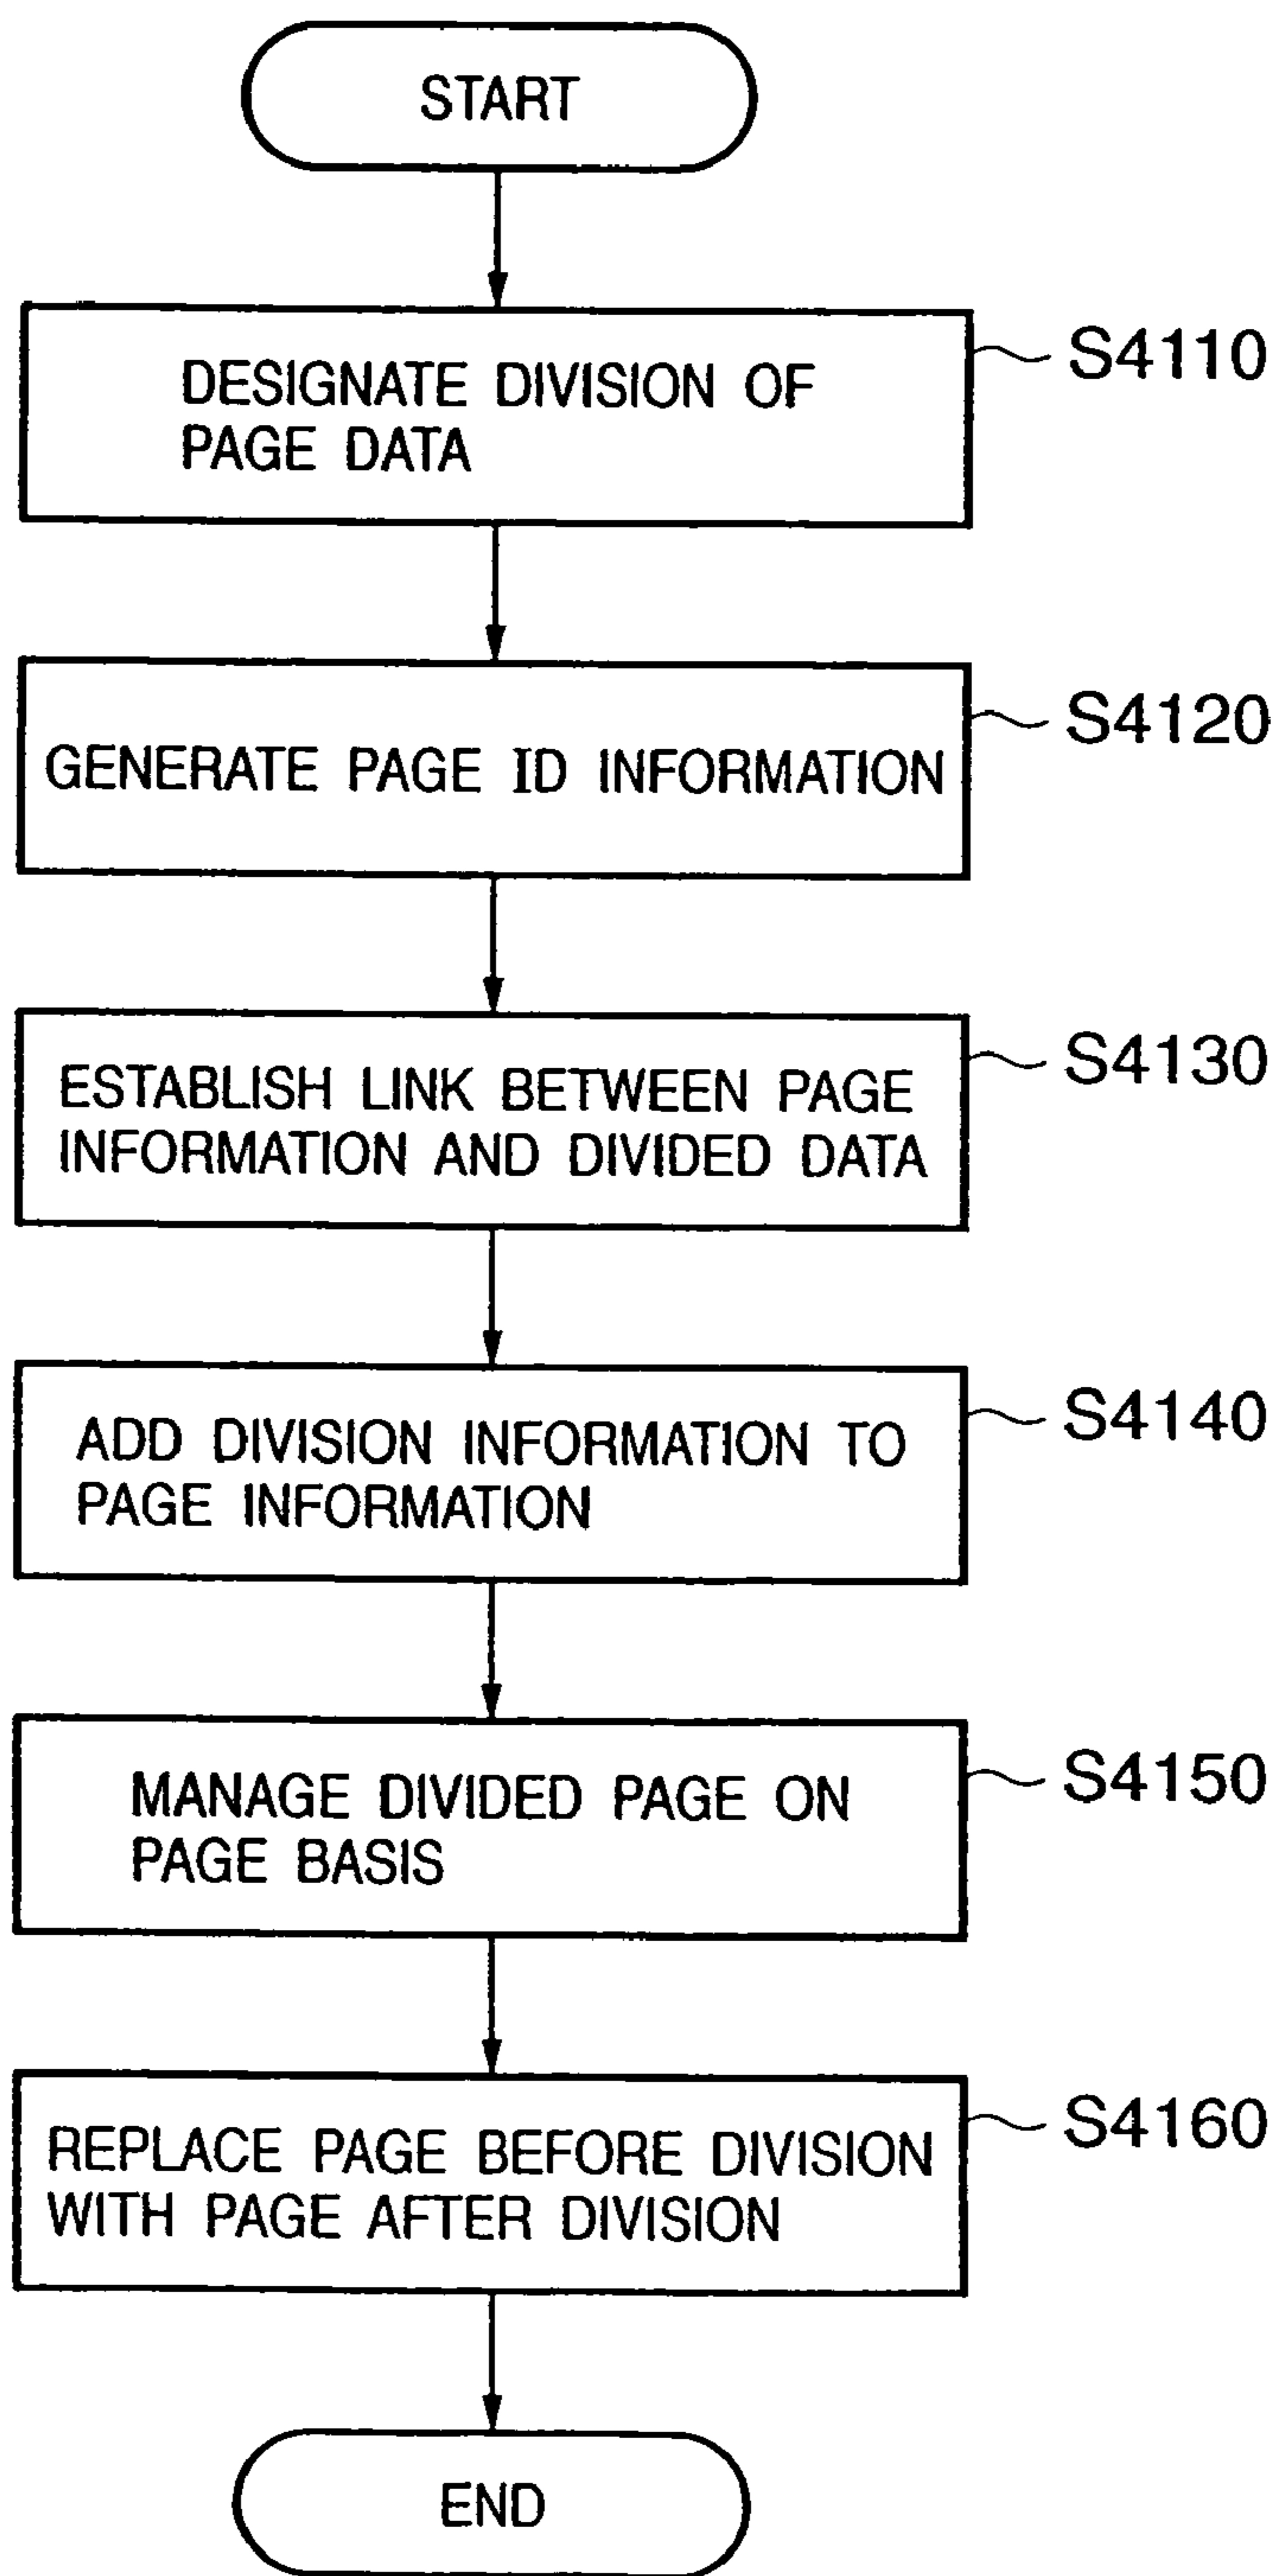 START
DESIGNATE DIVISION OF
PAGE DATA
S4110
GENERATE PAGE ID INFORMATION
S4120
ESTABLISH LINK BETWEEN PAGE
INFORMATION AND DIVIDED DATA
S4130
ADD DIVISION INFORMATION TO
PAGE INFORMATION
S4140
MANAGE DIVIDED PAGE ON
PAGE BASIS
S4150
REPLACE PAGE BEFORE DIVISION
WITH PAGE AFTER DIVISION
S4160
END